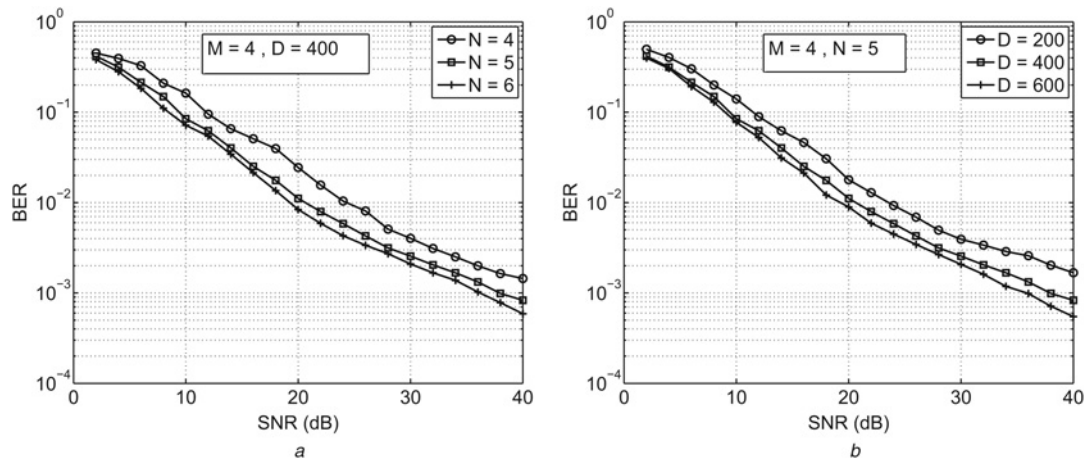 M = 4 , D = 400
N = 4
N = 5
N = 6
10^0
10^-1
10^-2
10^-3
10^-4
BER
0
10
20
30
40
SNR (dB)
a
M = 4 , N = 5
D = 200
D = 400
D = 600
10^0
10^-1
10^-2
10^-3
10^-4
BER
0
10
20
30
40
SNR (dB)
b